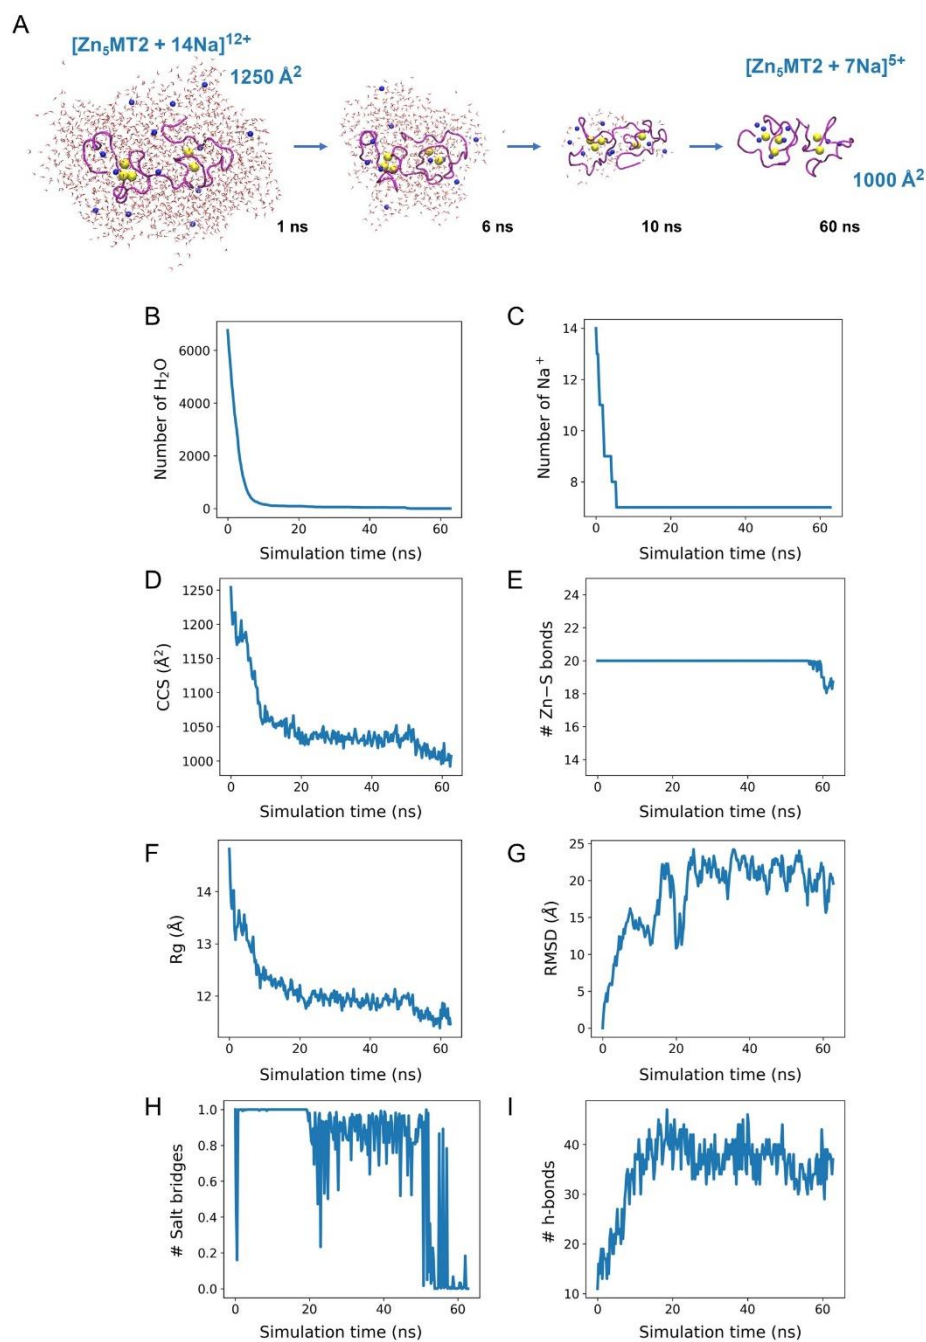 A
[Zn₅MT2 + 14Na]¹²⁺
1250 Å²
[Zn₅MT2 + 7Na]⁵⁺
1000 Å²
1 ns
6 ns
10 ns
60 ns
B
Number of H₂O
6000
4000
2000
0
0
20
40
60
Simulation time (ns)
C
Number of Na⁺
14
12
10
8
0
20
40
60
Simulation time (ns)
D
CCS (Å²)
1250
1200
1150
1100
1050
1000
0
20
40
60
Simulation time (ns)
E
# Zn−S bonds
24
22
20
18
16
14
0
20
40
60
Simulation time (ns)
F
Rg (Å)
14
13
12
0
20
40
60
Simulation time (ns)
G
RMSD (Å)
25
20
15
10
5
0
0
20
40
60
Simulation time (ns)
H
# Salt bridges
1.0
0.8
0.6
0.4
0.2
0.0
0
20
40
60
Simulation time (ns)
I
# h-bonds
40
30
20
10
0
20
40
60
Simulation time (ns)